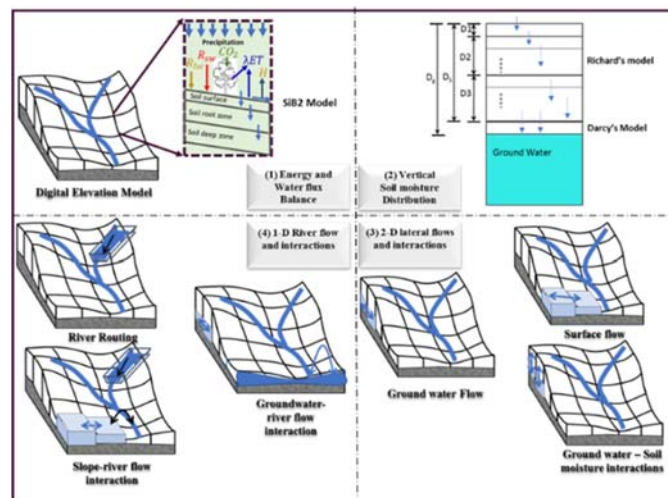 Precipitation
CO2
Rsw
λET
H
Soil surface
Soil root zone
Soil deep zone
SiB2 Model
Digital Elevation Model
(1) Energy and
Water flux
Balance
D1
D2
D3
Richard's model
Darcy's Model
Ground Water
(2) Vertical
Soil moisture
Distribution
(4) 1-D River flow
and interactions
(3) 2-D lateral flows
and interactions
River Routing
Slope-river flow
interaction
Groundwater-
river flow
interaction
Ground water Flow
Surface flow
Ground water – Soil
moisture interactions